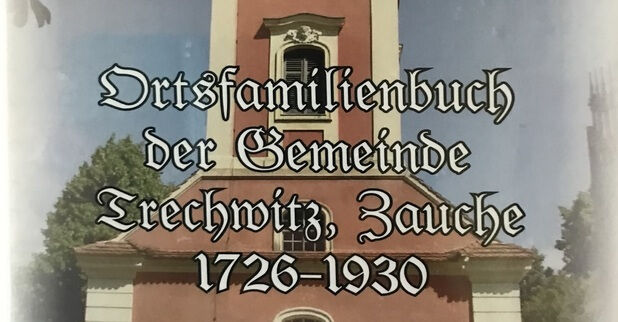 Ortsfamilienbuch
der Gemeinde
Trechwitz, Zauche
1726-1930